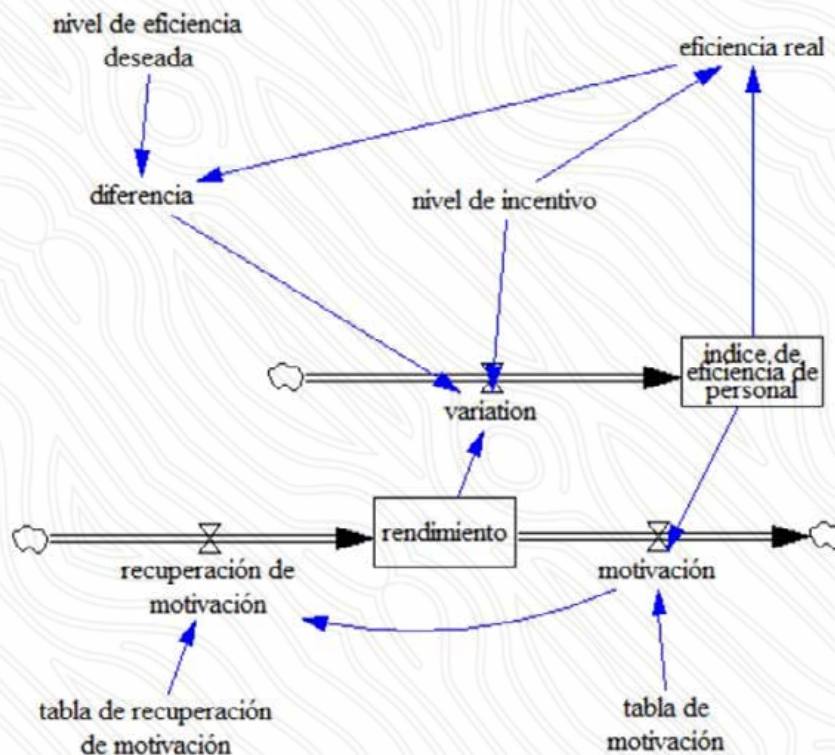 nivel de eficiencia
deseada
eficiencia real
diferencia
nivel de incentivo
índice de
eficiencia de
personal
variation
rendimiento
recuperación de
motivación
motivación
tabla de recuperación
de motivación
tabla de
motivación